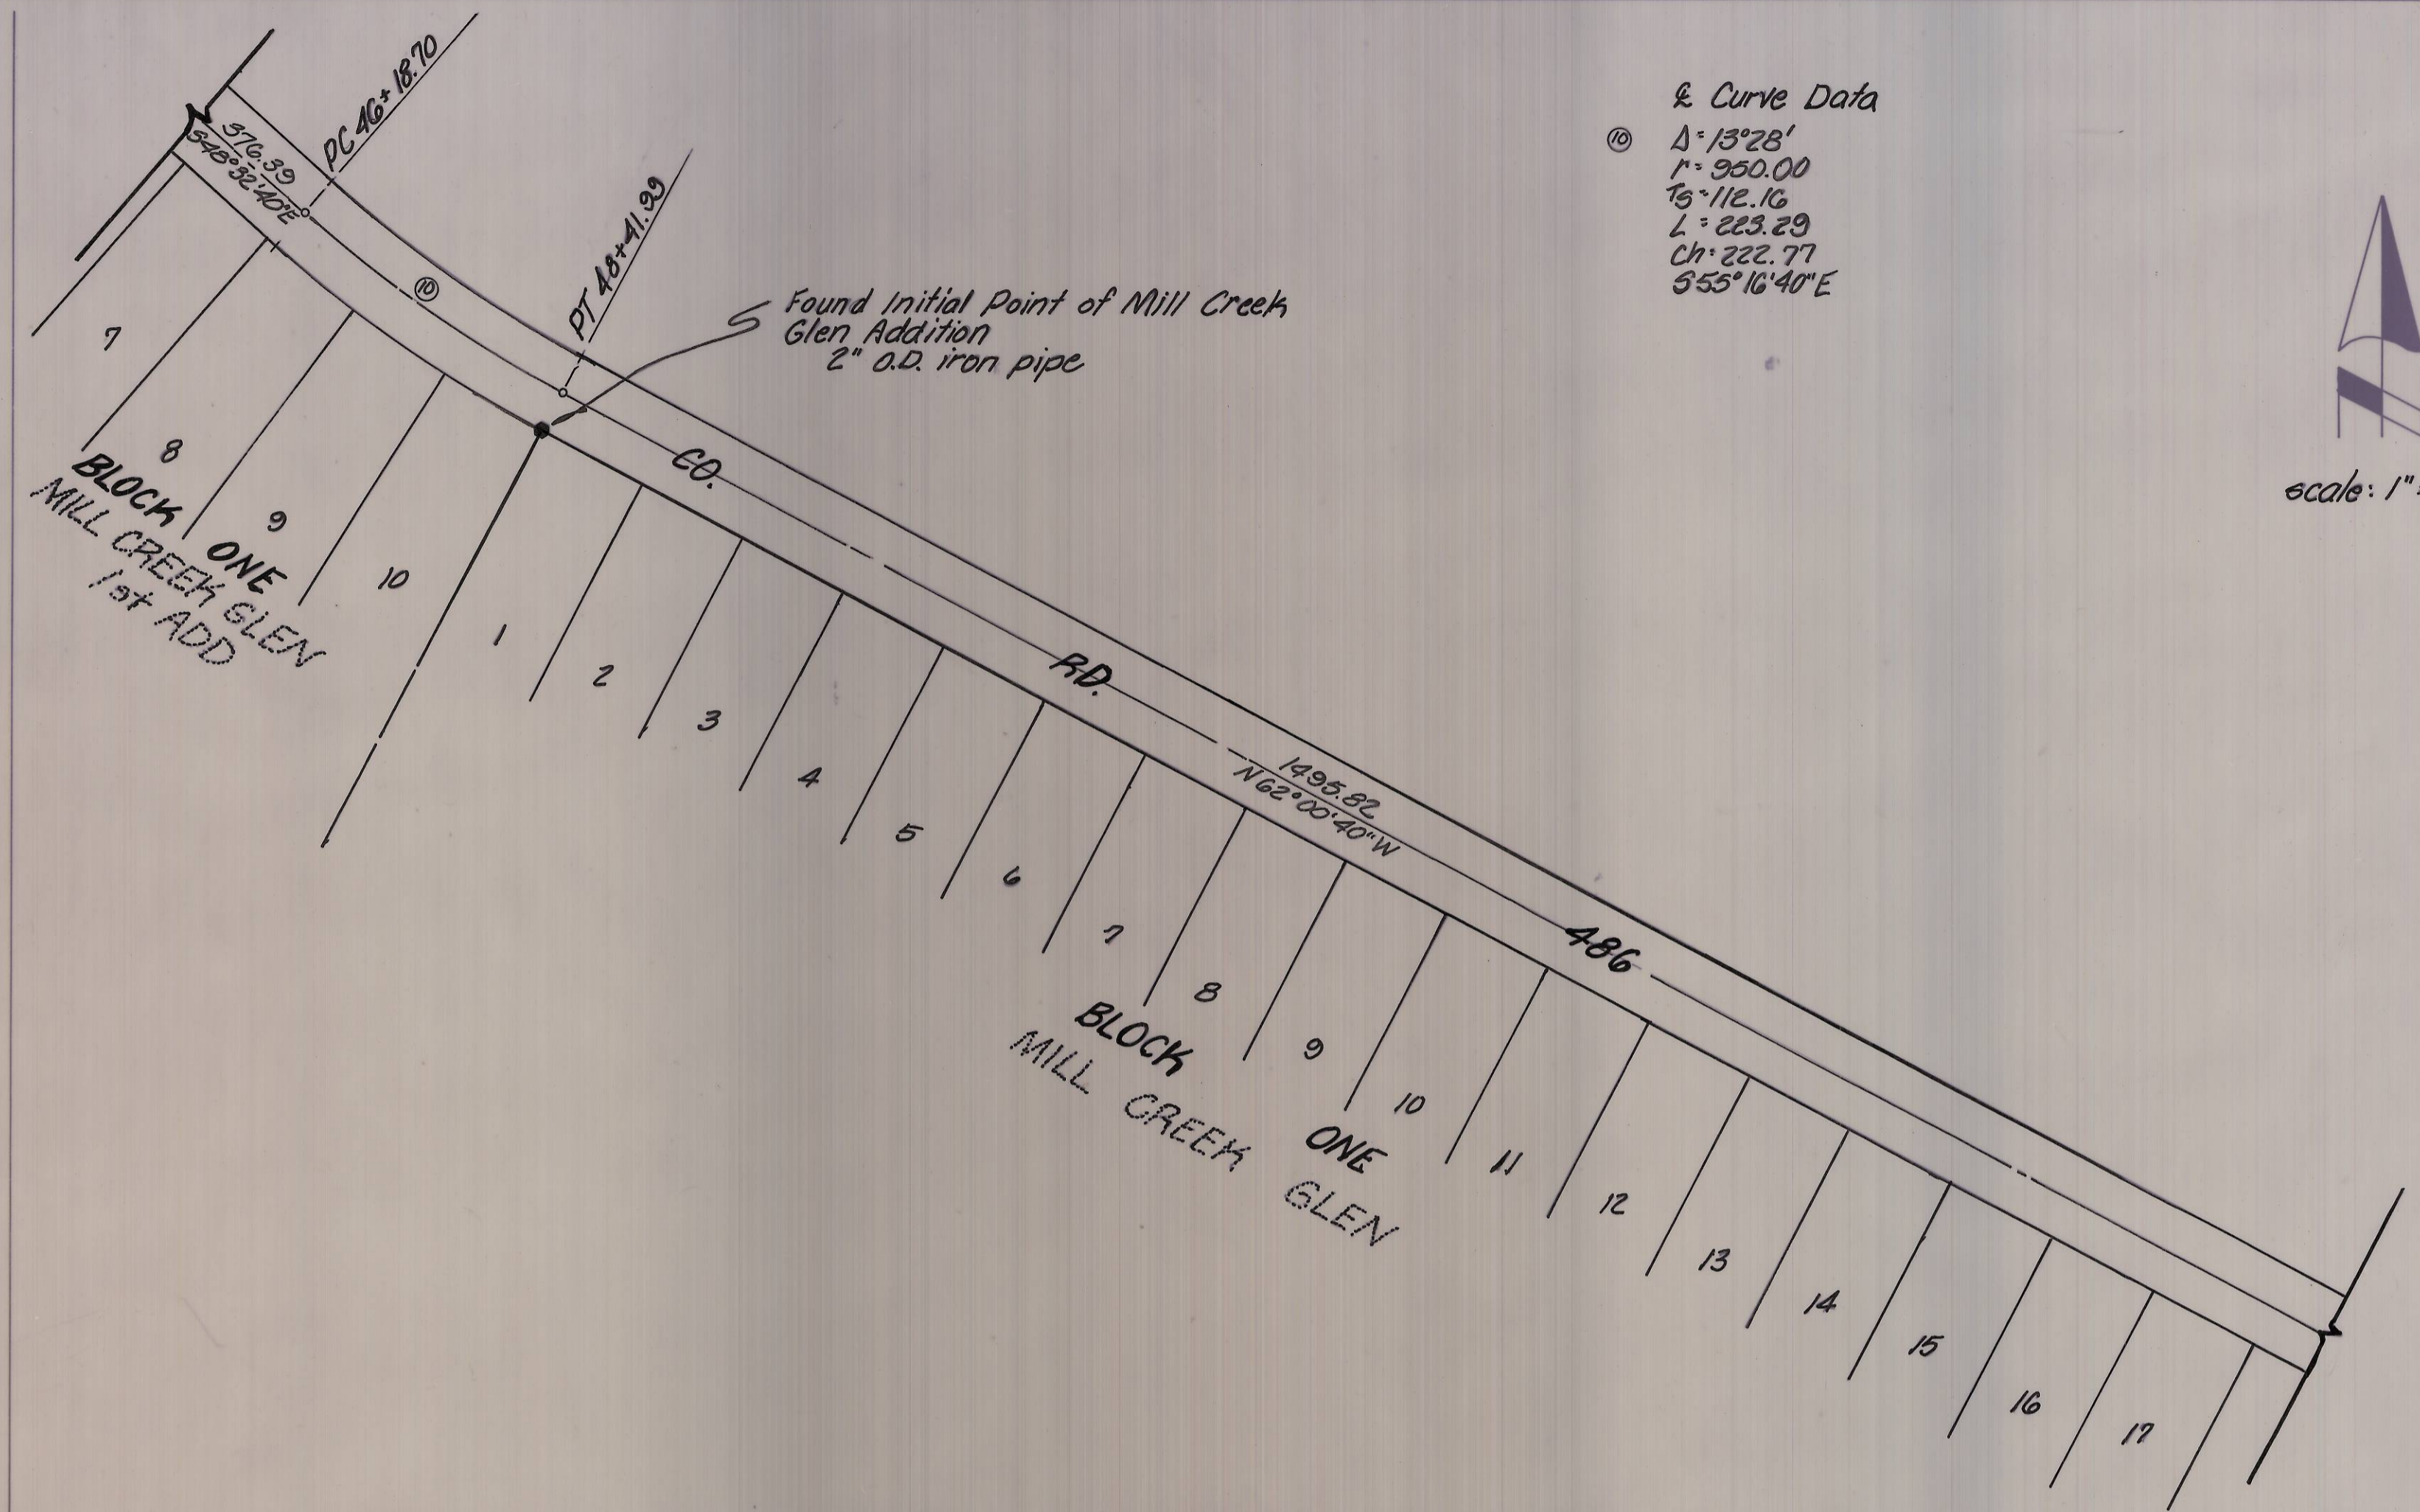 PC 46+18.70
376.39
S48°32'40"E
PT 48+41.99
⑩
Found Initial Point of Mill Creek
Glen Addition
2" O.D. iron pipe
℄ Curve Data
⑩ Δ=13°28'
r=950.00
Ts=112.16
L=223.29
Ch=222.77
S55°16'40"E
scale: 1"
7
8
9
10
BLOCK ONE
MILL CREEK GLEN
1st ADD
CO. RD. 486
1495.82
N62°00'40"W
1
2
3
4
5
6
7
8
9
10
11
12
13
14
15
16
17
BLOCK ONE
MILL CREEK GLEN